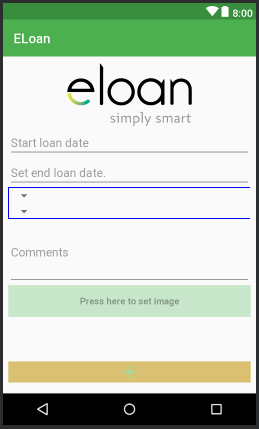 8:00
ELoan
eloan
simply smart
Start loan date
Set end loan date.
Comments
Press here to set image
+